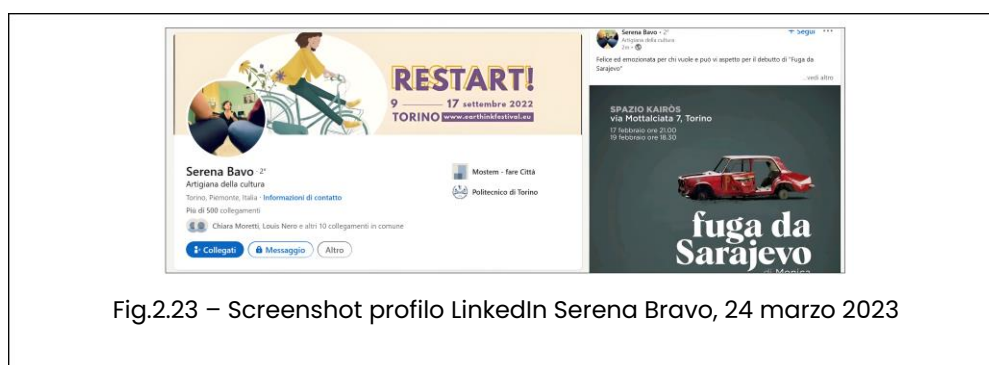 RESTART!
9 17 settembre 2022
TORINO www.earthinkfestival.eu
Serena Bavo · 2°
Artigiana della cultura
Torino, Piemonte, Italia · Informazioni di contatto
Più di 500 collegamenti
Chiara Moretti, Louis Nero e altri 10 collegamenti in comune
Collegati
Messaggio
Altro
Mostem - fare Città
Politecnico di Torino
Serena Bavo · 2°
Artigiana della cultura
2m ·
+ Segui ...
Felice ed emozionata per chi vuole e può vi aspetto per il debutto di "Fuga da
Sarajevo"
...vedi altro
SPAZIO KAIRÒS
via Mottalciata 7, Torino
17 febbraio ore 21.00
19 febbraio ore 18.30
fuga da
Sarajevo
di Monica
Fig.2.23 – Screenshot profilo LinkedIn Serena Bravo, 24 marzo 2023